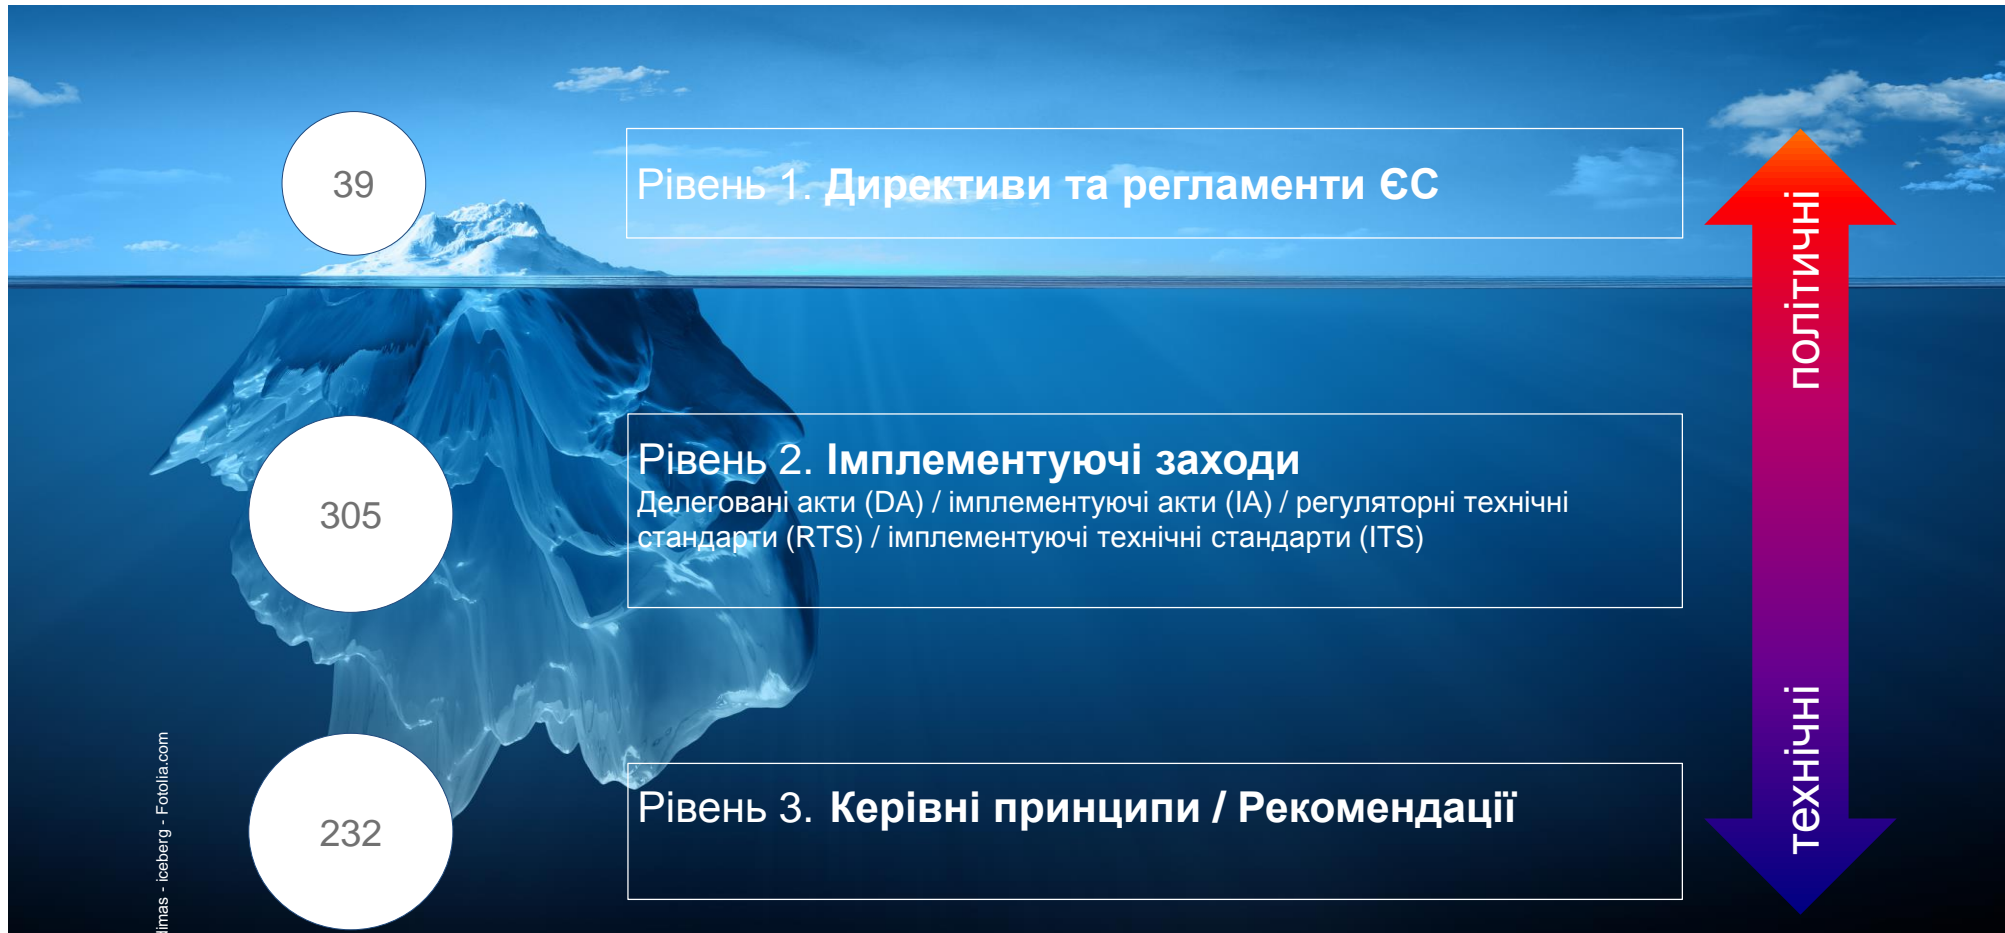 39
Рівень 1. Директиви та регламенти ЄС
політичні
305
Рівень 2. Імплементуючі заходи
Делеговані акти (DA) / імплементуючі акти (IA) / регуляторні технічні
стандарти (RTS) / імплементуючі технічні стандарти (ITS)
технічні
232
Рівень 3. Керівні принципи / Рекомендації
- iceberg - Fotolia.com